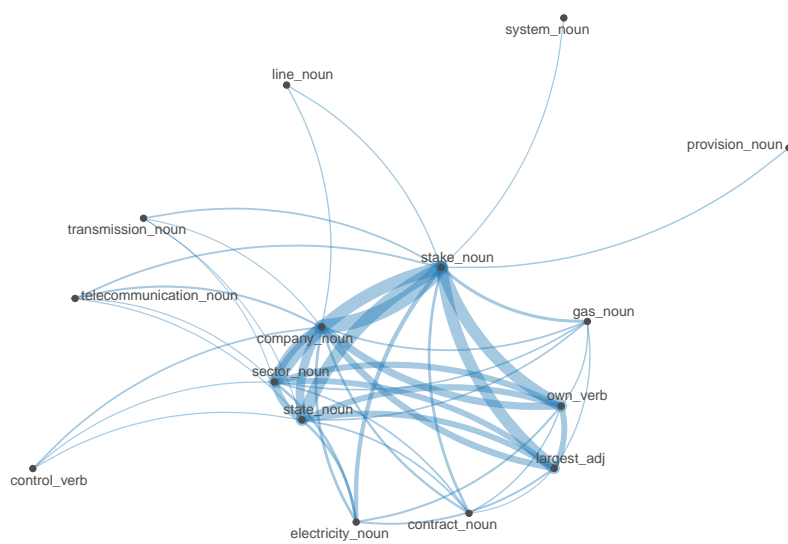 system_noun
line_noun
provision_noun
transmission_noun
stake_noun
telecommunication_noun
gas_noun
company_noun
sector_noun
own_verb
state_noun
largest_adj
control_verb
contract_noun
electricity_noun